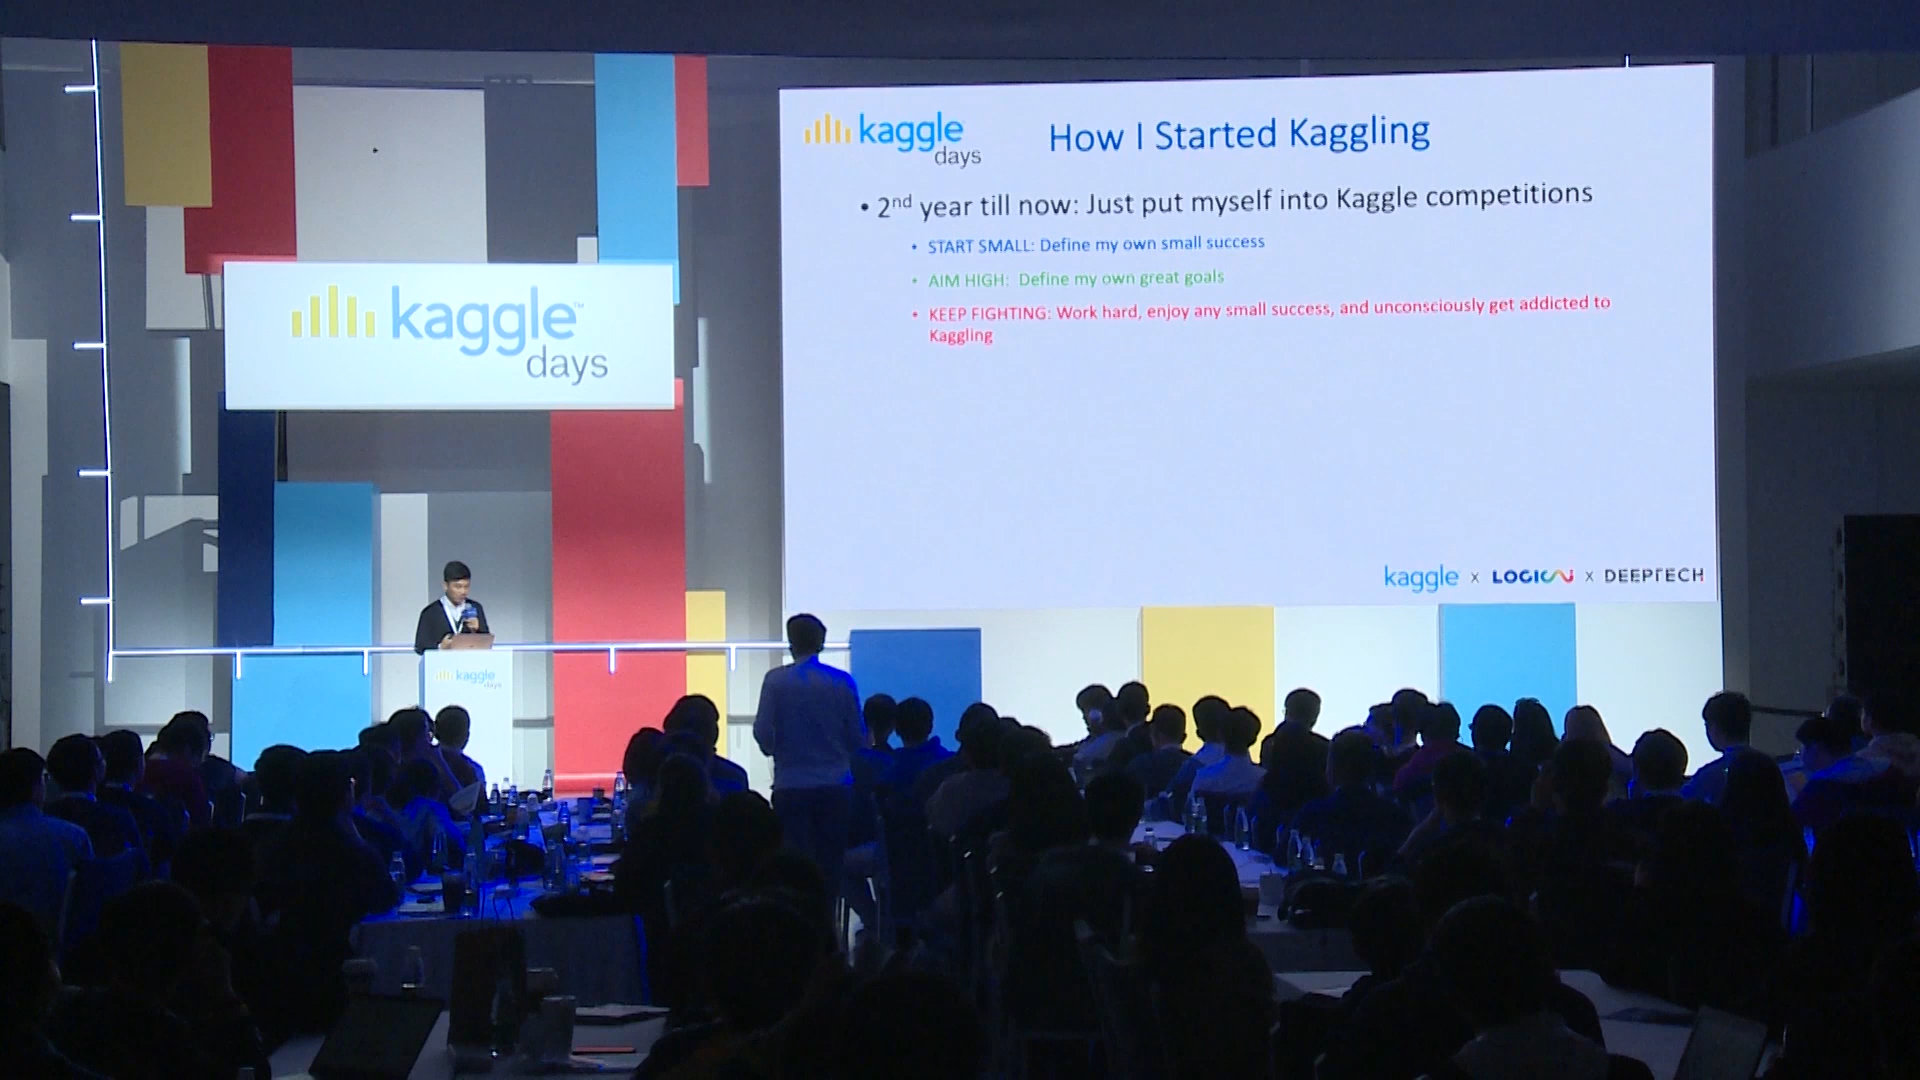 kaggle
days
How I Started Kaggling
• 2nd year till now: Just put myself into Kaggle competitions
• START SMALL: Define my own small success
• AIM HIGH: Define my own great goals
• KEEP FIGHTING: Work hard, enjoy any small success, and unconsciously get addicted to
Kaggling
kaggle x LOGICAI x DEEPTECH
kaggle™
days
kaggle
days